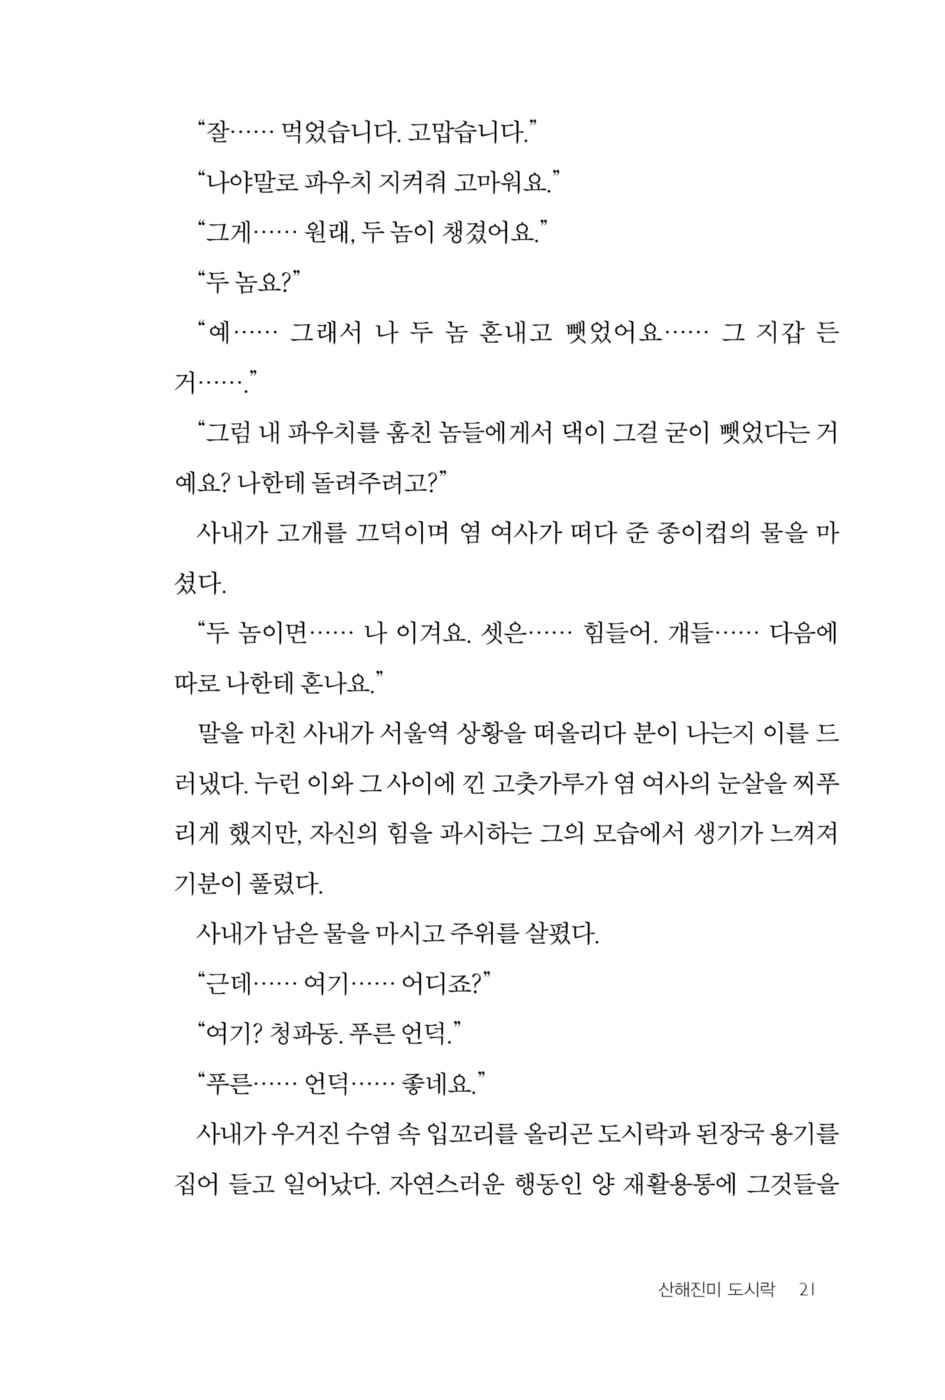 “잘…… 먹었습니다. 고맙습니다.”
“나야말로 파우치 지켜줘 고마워요.”
“그게…… 원래, 두 놈이 챙겼어요.”
“두 놈요?”
“예…… 그래서 나 두 놈 혼내고 뺏었어요…… 그 지갑 든
거…….”
“그럼 내 파우치를 훔친 놈들에게서 댁이 그걸 굳이 뺏었다는 거
예요? 나한테 돌려주려고?”
사내가 고개를 끄덕이며 염 여사가 떠다 준 종이컵의 물을 마
셨다.
“두 놈이면…… 나 이겨요. 셋은…… 힘들어. 걔들…… 다음에
따로 나한테 혼나요.”
말을 마친 사내가 서울역 상황을 떠올리다 분이 나는지 이를 드
러냈다. 누런 이와 그 사이에 낀 고춧가루가 염 여사의 눈살을 찌푸
리게 했지만, 자신의 힘을 과시하는 그의 모습에서 생기가 느껴져
기분이 풀렸다.
사내가 남은 물을 마시고 주위를 살폈다.
“근데…… 여기…… 어디죠?”
“여기? 청파동. 푸른 언덕.”
“푸른…… 언덕…… 좋네요.”
사내가 우거진 수염 속 입꼬리를 올리곤 도시락과 된장국 용기를
집어 들고 일어났다. 자연스러운 행동인 양 재활용통에 그것들을
산해진미 도시락 21